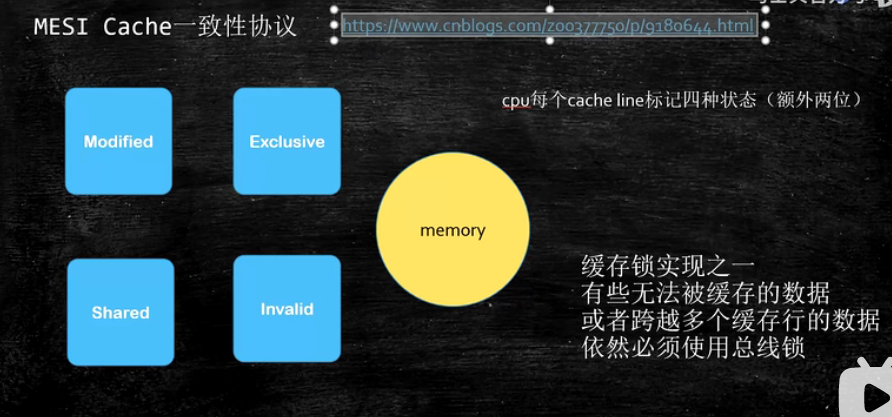 MESI Cache一致性协议
https://www.cnblogs.com/z00377750/p/9180644.html
cpu每个cache line标记四种状态（额外两位）
Modified
Exclusive
memory
Shared
Invalid
缓存锁实现之一
有些无法被缓存的数据
或者跨越多个缓存行的数据
依然必须使用总线锁